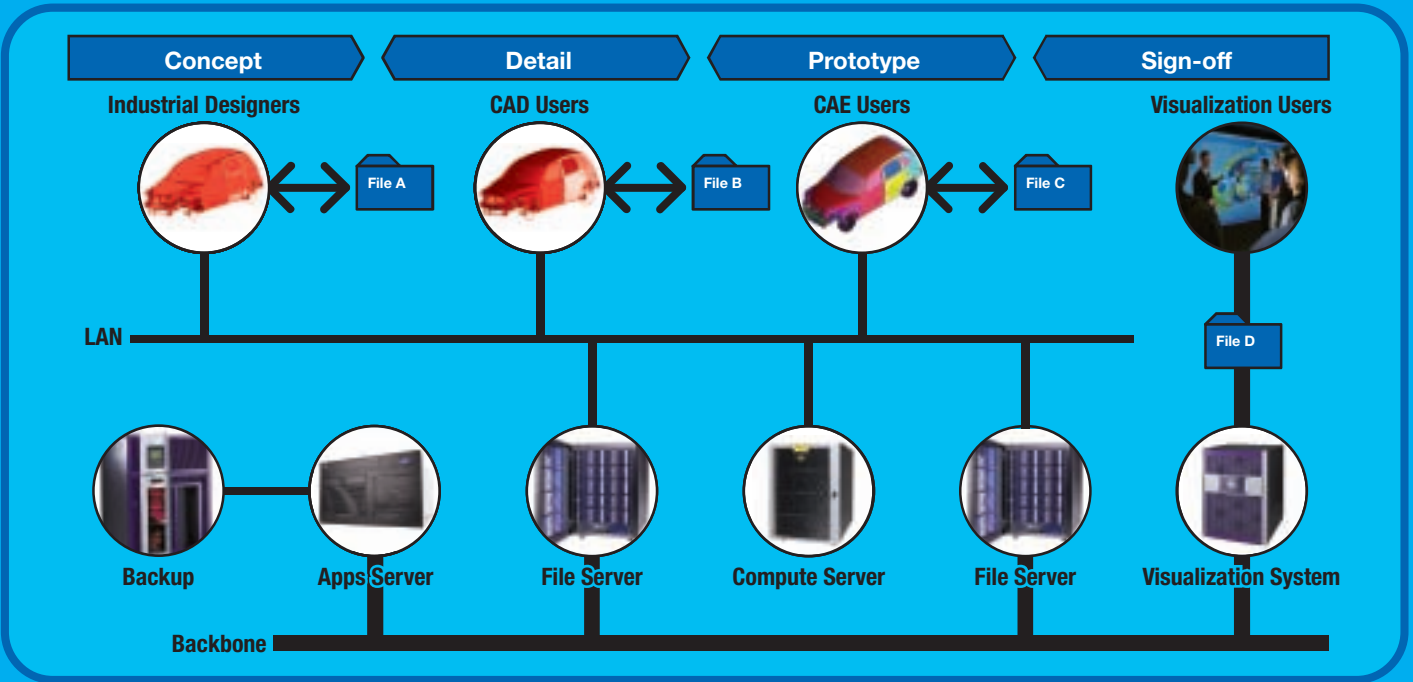 Concept
Detail
Prototype
Sign-off
Industrial Designers
CAD Users
CAE Users
Visualization Users
File A
File B
File C
LAN
File D
Backup
Apps Server
File Server
Compute Server
File Server
Visualization System
Backbone